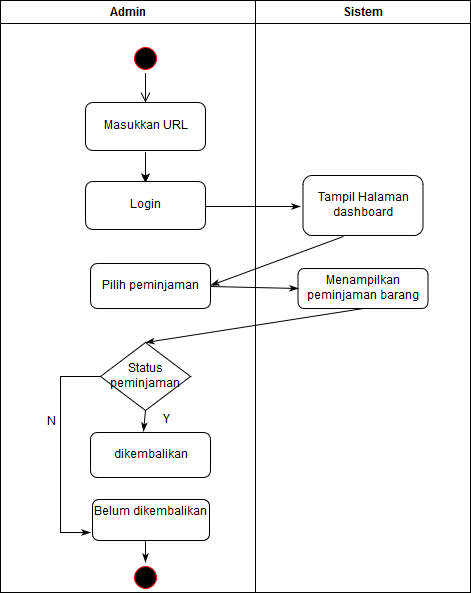 Admin
Sistem
Masukkan URL
Login
Tampil Halaman
dashboard
Pilih peminjaman
Menampilkan
peminjaman barang
Status
peminjaman
N
Y
dikembalikan
Belum dikembalikan